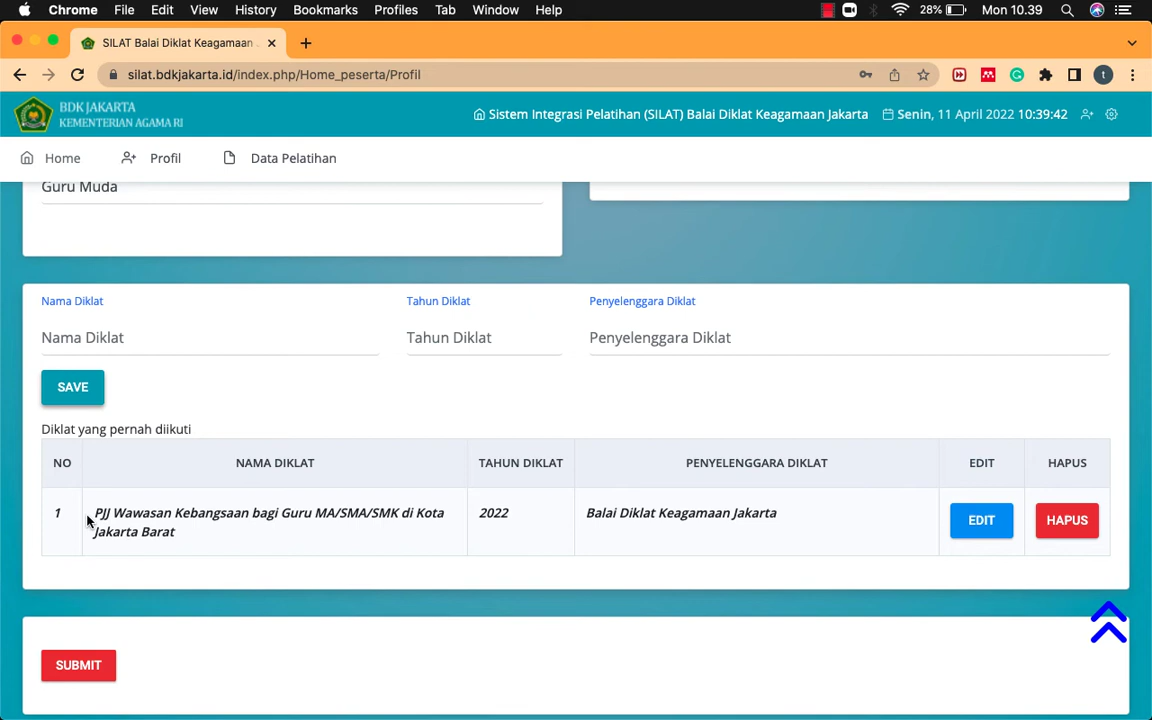 Chrome File Edit View History Bookmarks Profiles Tab Window Help 28% Mon 10.39
SILAT Balai Diklat Keagamaan
silat.bdkjakarta.id/index.php/Home_peserta/Profil t
BDK JAKARTA
KEMENTERIAN AGAMA RI
Sistem Integrasi Pelatihan (SILAT) Balai Diklat Keagamaan Jakarta Senin, 11 April 2022 10:39:42
Home Profil Data Pelatihan
Guru Muda
Nama Diklat Tahun Diklat Penyelenggara Diklat
Nama Diklat Tahun Diklat Penyelenggara Diklat
SAVE
Diklat yang pernah diikuti
NO NAMA DIKLAT TAHUN DIKLAT PENYELENGGARA DIKLAT EDIT HAPUS
1 PJJ Wawasan Kebangsaan bagi Guru MA/SMA/SMK di Kota 2022 Balai Diklat Keagamaan Jakarta EDIT HAPUS
Jakarta Barat
SUBMIT